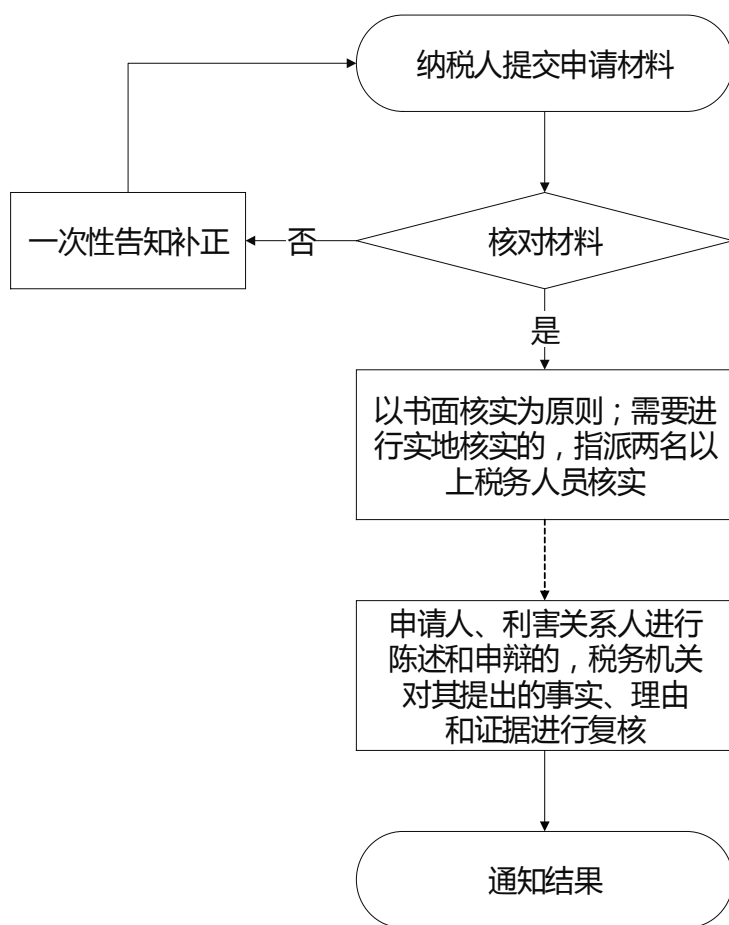 纳税人提交申请材料
一次性告知补正
否
核对材料
是
以书面核实为原则；需要进
行实地核实的，指派两名以
上税务人员核实
申请人、利害关系人进行
陈述和申辩的，税务机关
对其提出的事实、理由
和证据进行复核
通知结果